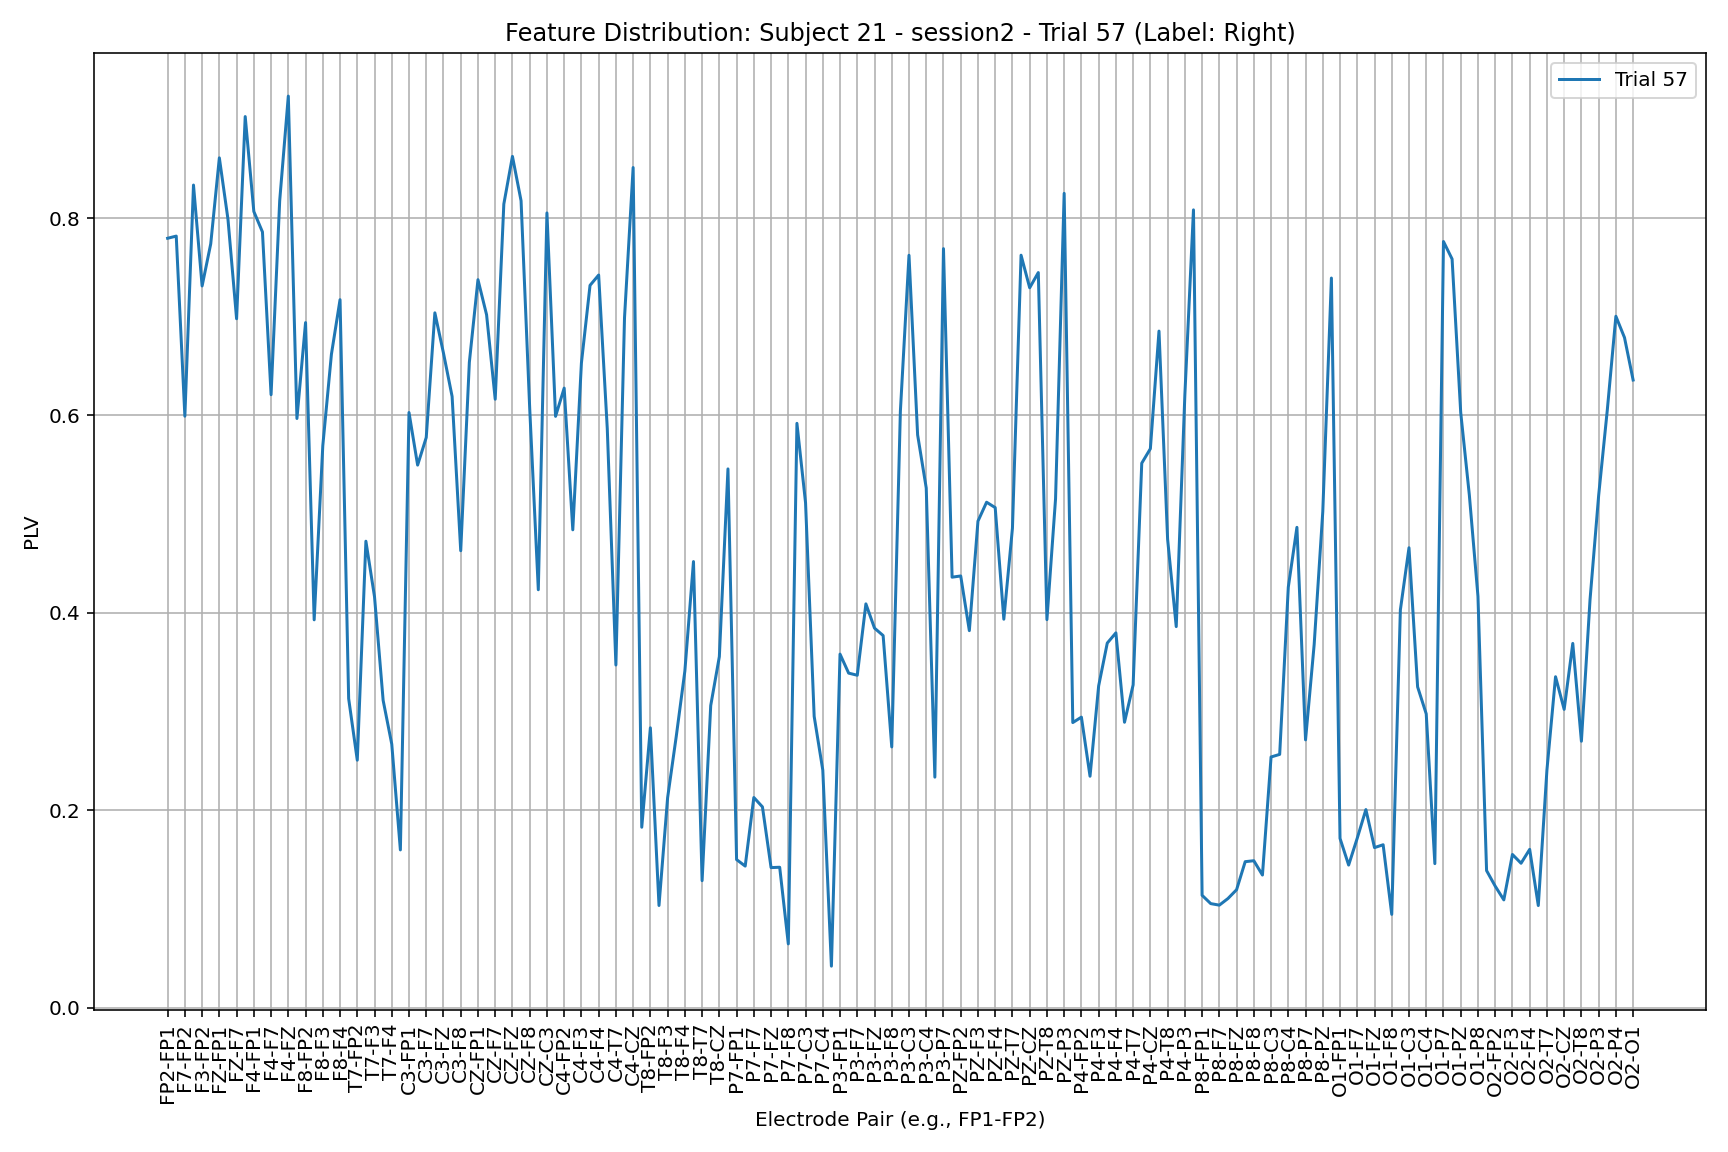 Feature Distribution: Subject 21 - session2 - Trial 57 (Label: Right)
Trial 57
PLV
0.8
0.6
0.4
0.2
0.0
FP2-FP1
F7-FP2
F3-FP2
FZ-FP1
FZ-F7
F4-FP1
F4-F7
F4-FZ
F8-FP2
F8-F3
F8-F4
T7-FP2
T7-F3
T7-F4
C3-FP1
C3-F7
C3-FZ
C3-F8
CZ-FP1
CZ-F7
CZ-FZ
CZ-F8
CZ-C3
C4-FP2
C4-F3
C4-F4
C4-T7
C4-CZ
T8-FP2
T8-F3
T8-F4
T8-T7
T8-CZ
P7-FP1
P7-F7
P7-FZ
P7-F8
P7-C3
P7-C4
P3-FP1
P3-F7
P3-FZ
P3-F8
P3-C3
P3-C4
P3-P7
PZ-FP2
PZ-F3
PZ-F4
PZ-T7
PZ-CZ
PZ-T8
PZ-P3
P4-FP2
P4-F3
P4-F4
P4-T7
P4-CZ
P4-T8
P4-P3
P8-FP1
P8-F7
P8-FZ
P8-F8
P8-C3
P8-C4
P8-P7
P8-PZ
O1-FP1
O1-F7
O1-FZ
O1-F8
O1-C3
O1-C4
O1-P7
O1-PZ
O1-P8
O2-FP2
O2-F3
O2-F4
O2-T7
O2-CZ
O2-T8
O2-P3
O2-P4
O2-O1
Electrode Pair (e.g., FP1-FP2)